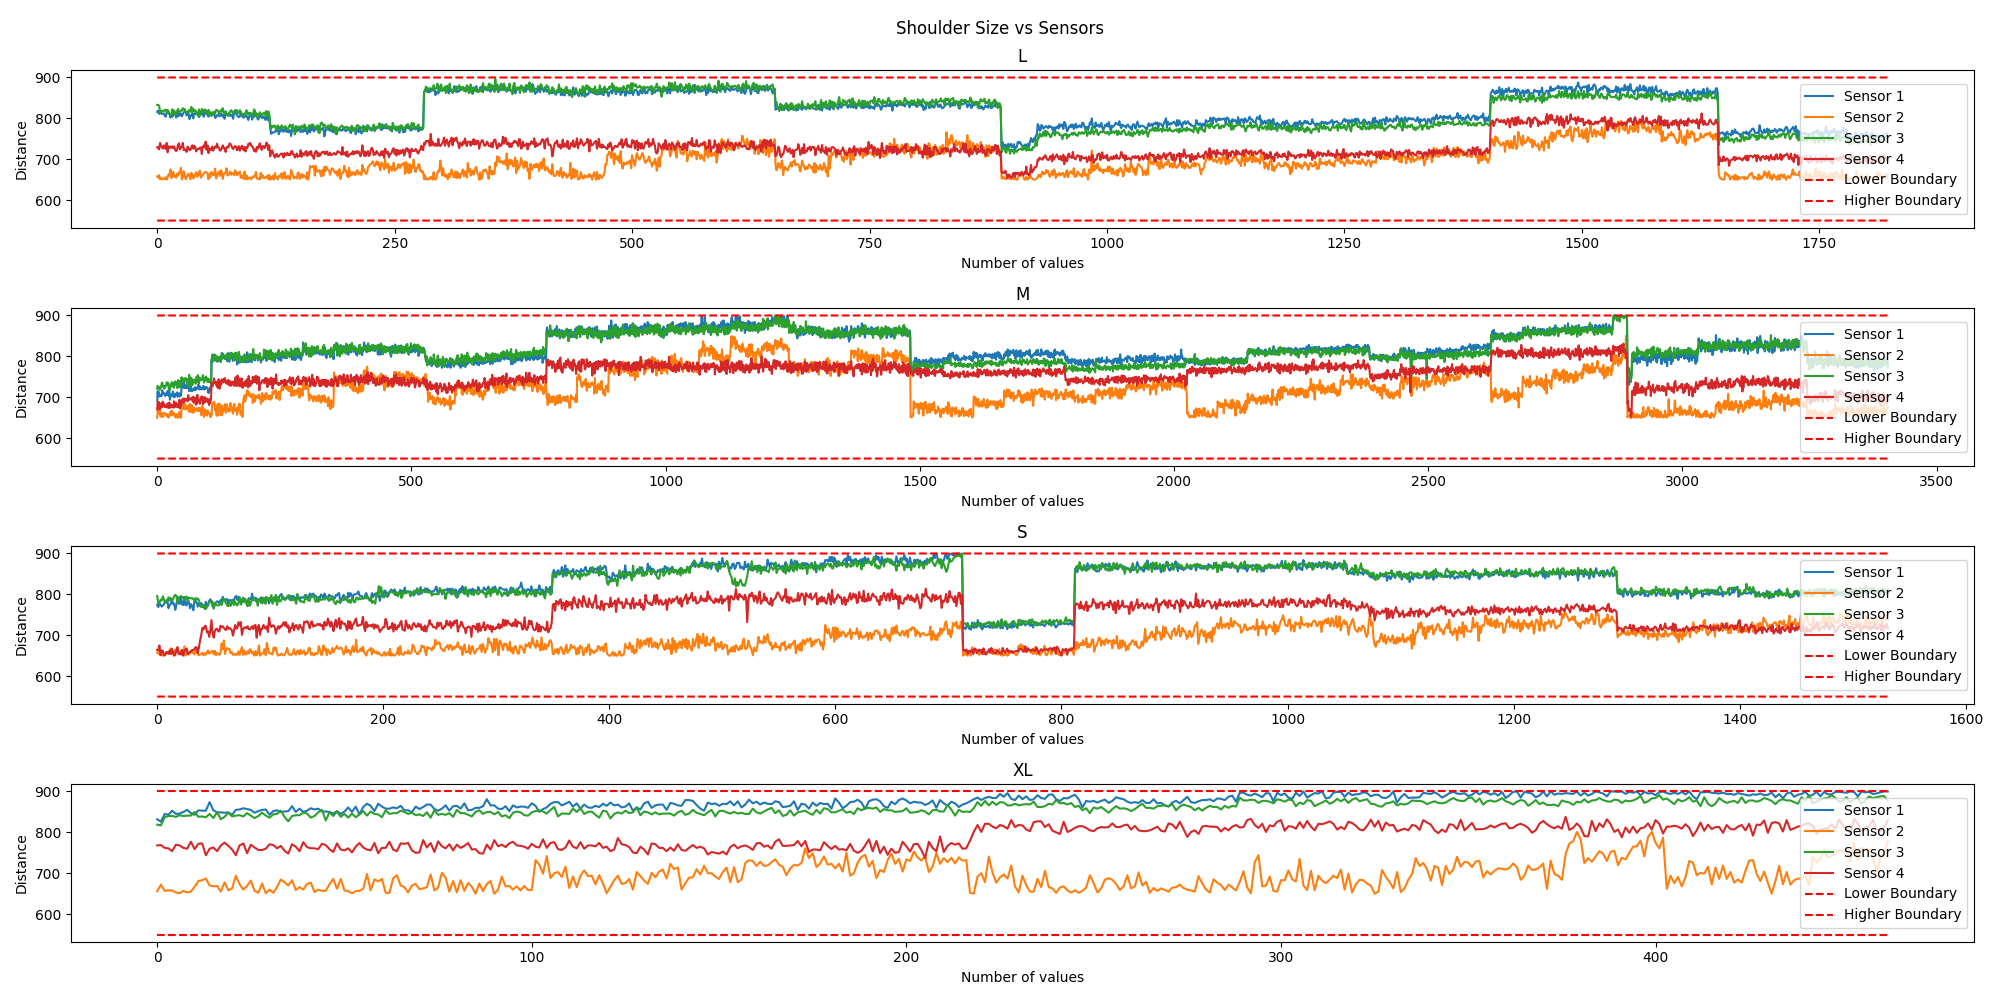 Shoulder Size vs Sensors
L
Distance
900
800
700
600
Sensor 1
Sensor 2
Sensor 3
Sensor 4
Lower Boundary
Higher Boundary
0 250 500 750 1000 1250 1500 1750
Number of values
M
Distance
900
800
700
600
Sensor 1
Sensor 2
Sensor 3
Sensor 4
Lower Boundary
Higher Boundary
0 500 1000 1500 2000 2500 3000 3500
Number of values
S
Distance
900
800
700
600
Sensor 1
Sensor 2
Sensor 3
Sensor 4
Lower Boundary
Higher Boundary
0 200 400 600 800 1000 1200 1400 1600
Number of values
XL
Distance
900
800
700
600
Sensor 1
Sensor 2
Sensor 3
Sensor 4
Lower Boundary
Higher Boundary
0 100 200 300 400
Number of values